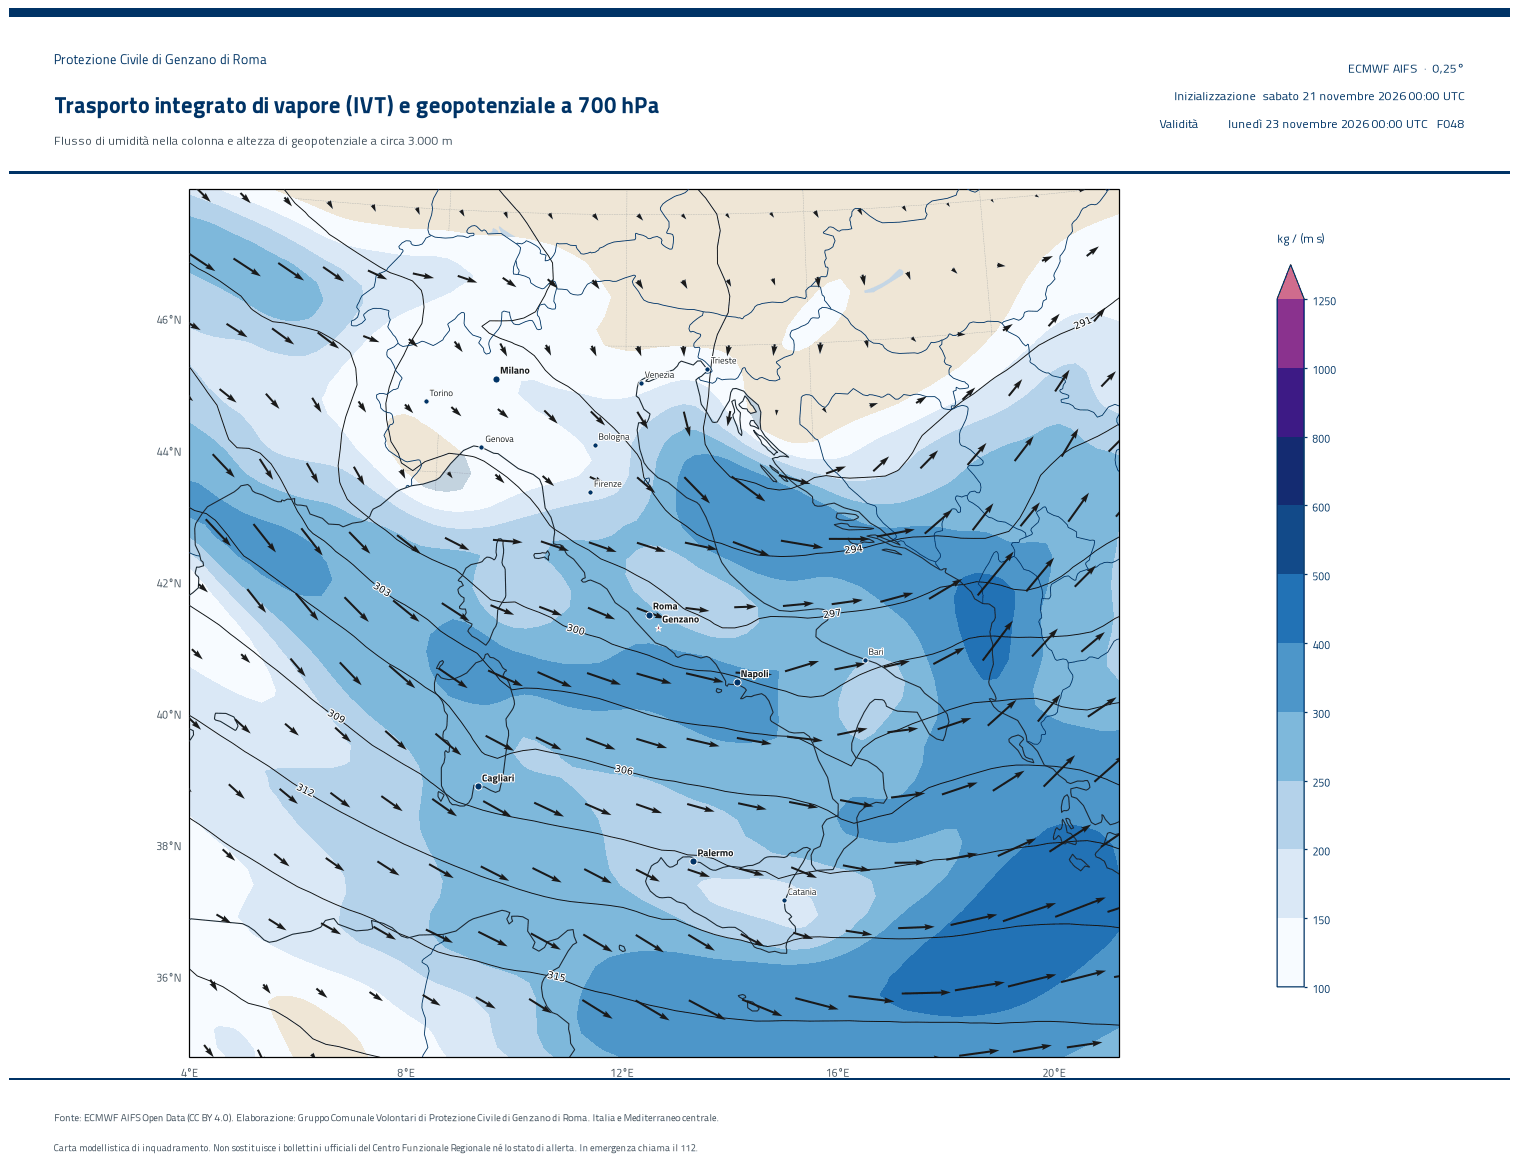 Protezione Civile di Genzano di Roma
Trasporto integrato di vapore (IVT) e geopotenziale a 700 hPa
Flusso di umidità nella colonna e altezza di geopotenziale a circa 3.000 m
ECMWF AIFS · 0,25°
Inizializzazione sabato 21 novembre 2026 00:00 UTC
Validità lunedì 23 novembre 2026 00:00 UTC F048
kg / (m s)
1250
1000
800
600
500
400
300
250
200
150
100
46°N
44°N
42°N
40°N
38°N
36°N
4°E
8°E
12°E
16°E
20°E
291
Trieste
Milano
Venezia
Torino
Genova
Bologna
Firenze
294
303
Roma
297
Genzano
300
Bari
Napoli
309
306
Cagliari
312
Palermo
Catania
315
Fonte: ECMWF AIFS Open Data (CC BY 4.0). Elaborazione: Gruppo Comunale Volontari di Protezione Civile di Genzano di Roma. Italia e Mediterraneo centrale.
Carta modellistica di inquadramento. Non sostituisce i bollettini ufficiali del Centro Funzionale Regionale né lo stato di allerta. In emergenza chiama il 112.